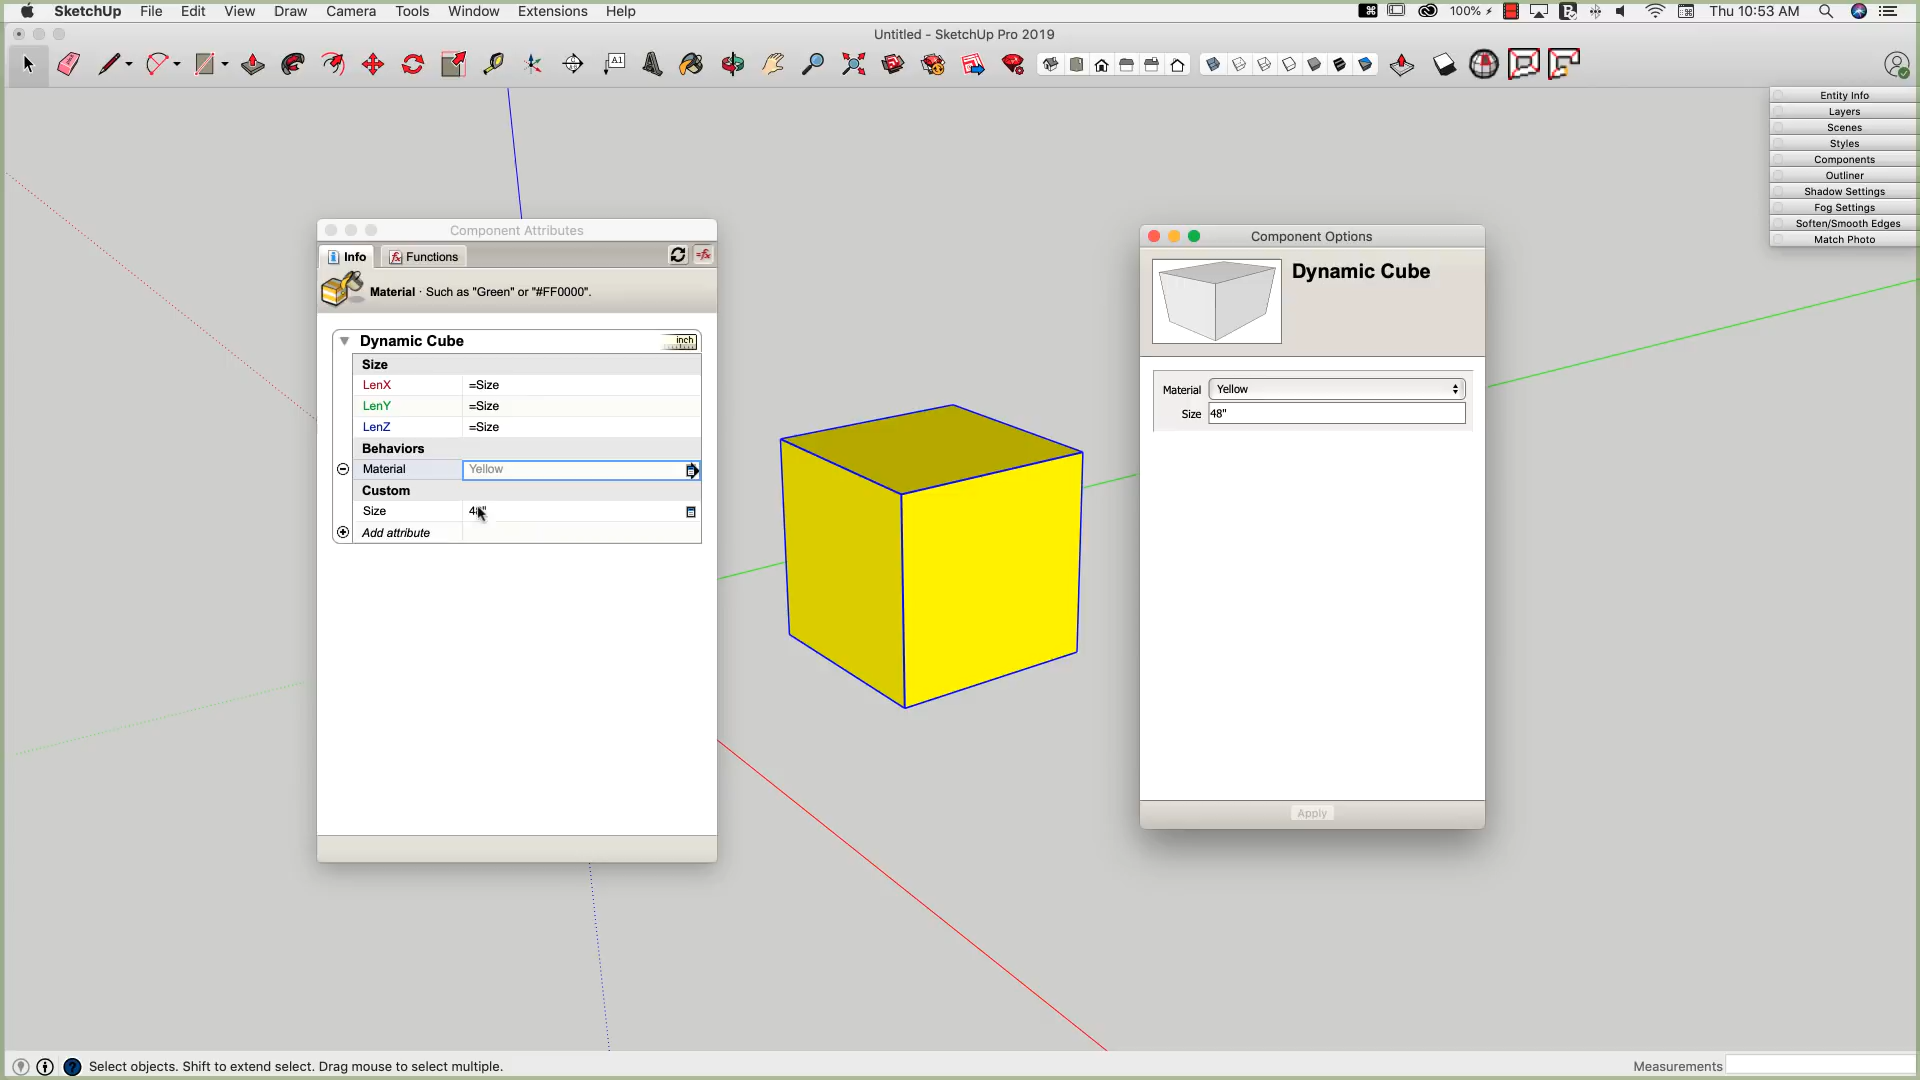 SketchUp File Edit View Draw Camera Tools Window Extensions Help 100% Thu 10:53 AM
Untitled - SketchUp Pro 2019
A1
Entity Info
Layers
Scenes
Styles
Components
Outliner
Shadow Settings
Fog Settings
Soften/Smooth Edges
Match Photo
Component Attributes
Info Functions
Material · Such as "Green" or "#FF0000".
Dynamic Cube inch
Size
LenX =Size
LenY =Size
LenZ =Size
Behaviors
Material Yellow
Custom
Size
Add attribute
Component Options
Dynamic Cube
Material Yellow
Size 48"
Apply
Select objects. Shift to extend select. Drag mouse to select multiple.
Measurements